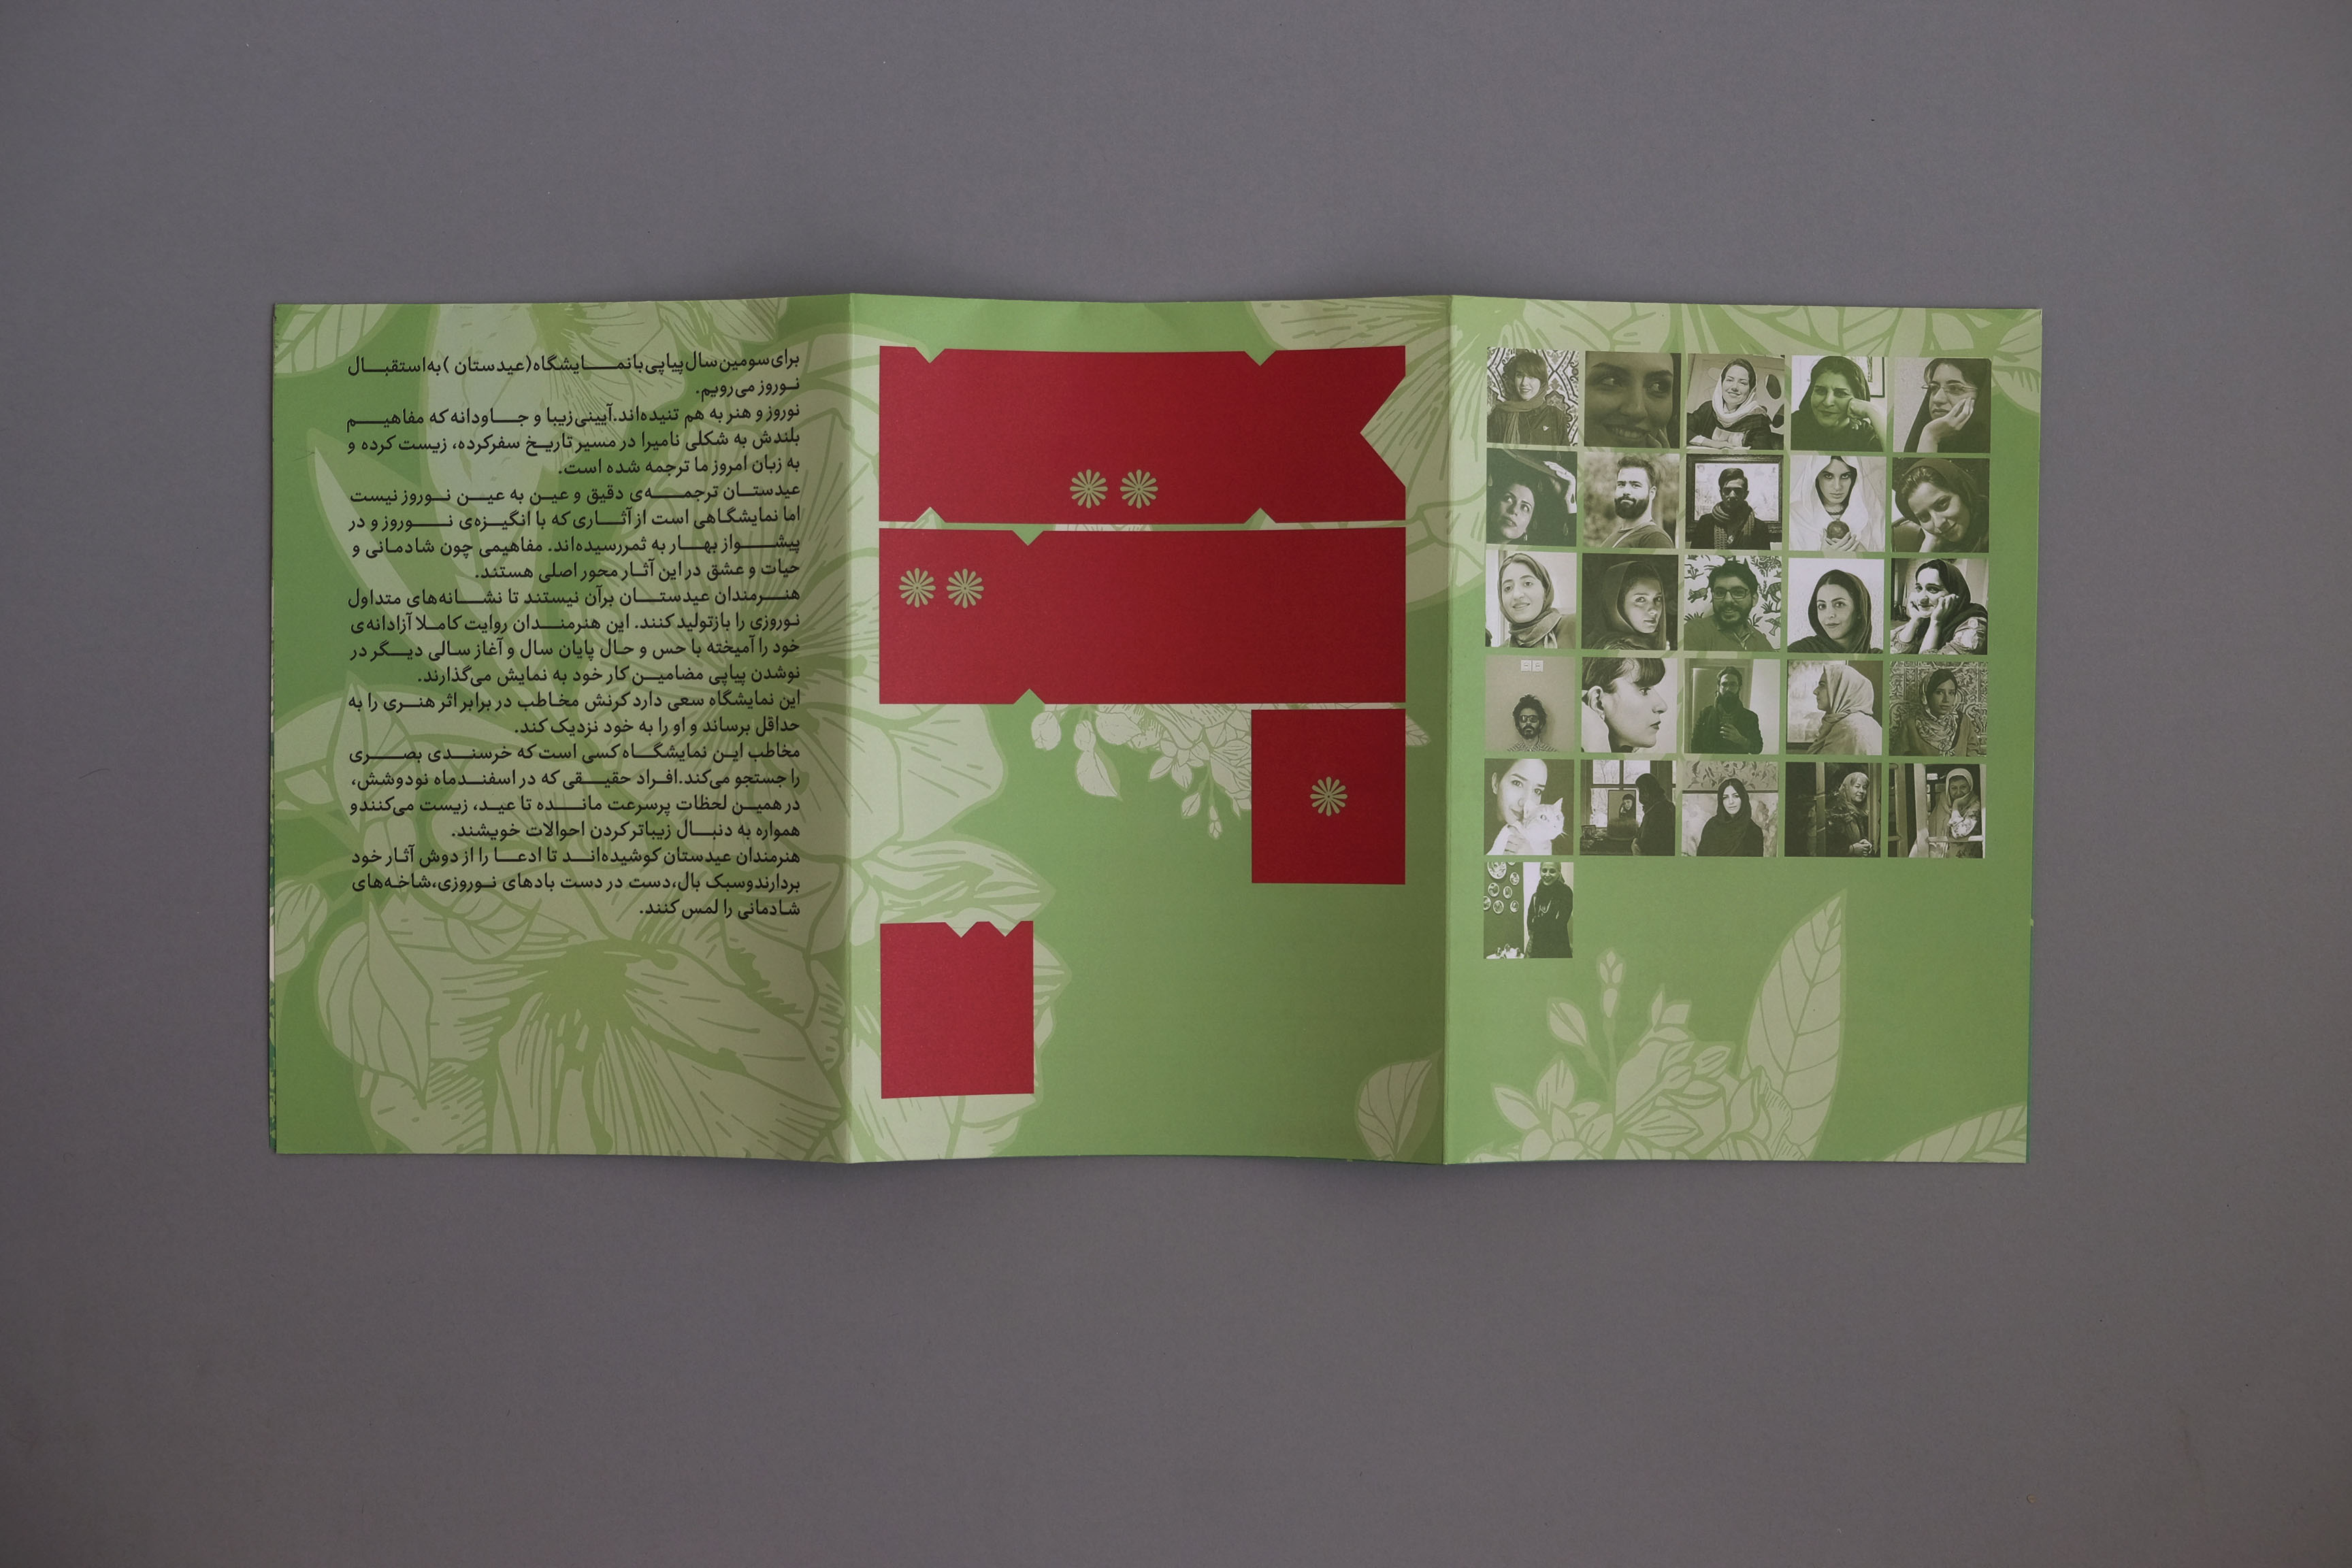 برای سومین سال پیاپی با نمایشگاه (عیدستان) به استقبال
نوروز می‌رویم.
نوروز و هنر به هم تنیده‌اند. آیینی زیبا و جاودانه که مفاهیم
بلندش به شکلی نامیرا در مسیر تاریخ سفرکرده، زیست کرده و
به زبان امروز ما ترجمه شده است.
عیدستان ترجمه‌ی دقیق و عین به عین نوروز نیست
اما نمایشگاهی است از آثاری که با انگیزه‌ی نوروز و در
پیشواز بهار به ثمر رسیده‌اند. مفاهیمی چون شادمانی و
حیات و عشق در این آثار محور اصلی هستند.
هنرمندان عیدستان برآن نیستند تا نشانه‌های متداول
نوروزی را بازتولید کنند. این هنرمندان روایت کاملا آزادانه‌ی
خود را آمیخته با حس و حال پایان سال و آغاز سالی دیگر در
نوشدن پیاپی مضامین کار خود به نمایش می‌گذارند.
این نمایشگاه سعی دارد کرنش مخاطب در برابر اثر هنری را به
حداقل برساند و او را به خود نزدیک کند.
مخاطب این نمایشگاه کسی است که خرسندی بصری
را جستجو می‌کند. افراد حقیقی که در اسفندماه نودوشش،
در همین لحظات پرسرعت مانده تا عید، زیست می‌کنند و
همواره به دنبال زیباتر کردن احوالات خویشند.
هنرمندان عیدستان کوشیده‌اند تا ادعا را از دوش آثار خود
بردارند و سبک بال، دست در دست بادهای نوروزی، شاخه‌های
شادمانی را لمس کنند.